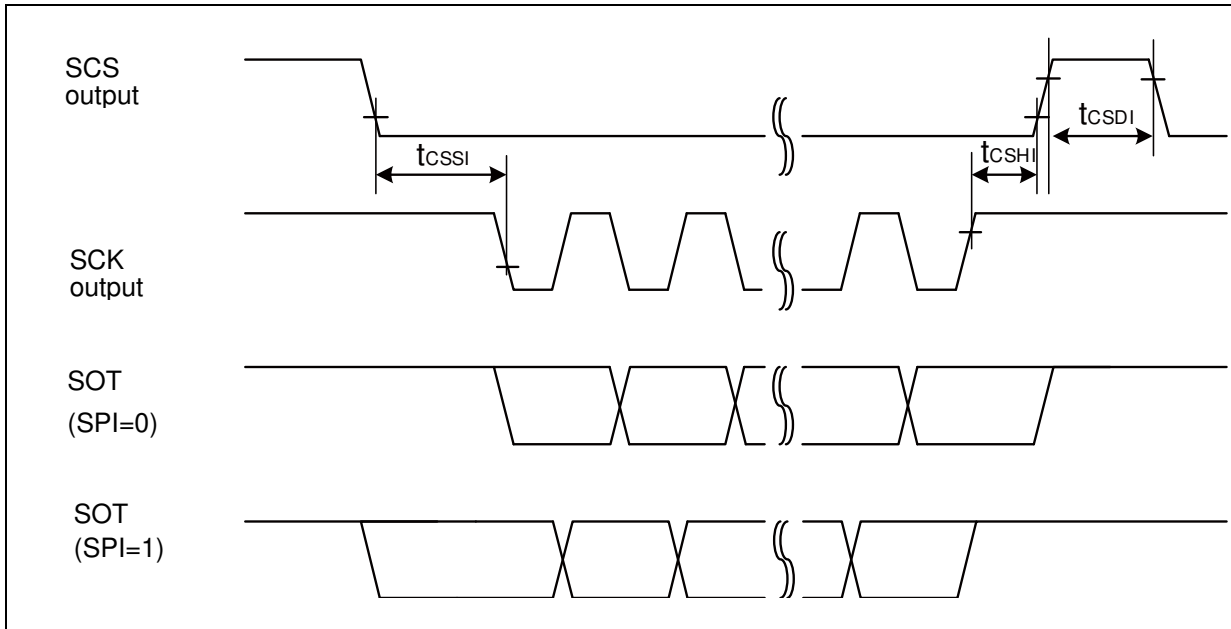 SCS
output
tCSSI
tCSHI
tCSDI
SCK
output
SOT
(SPI=0)
SOT
(SPI=1)